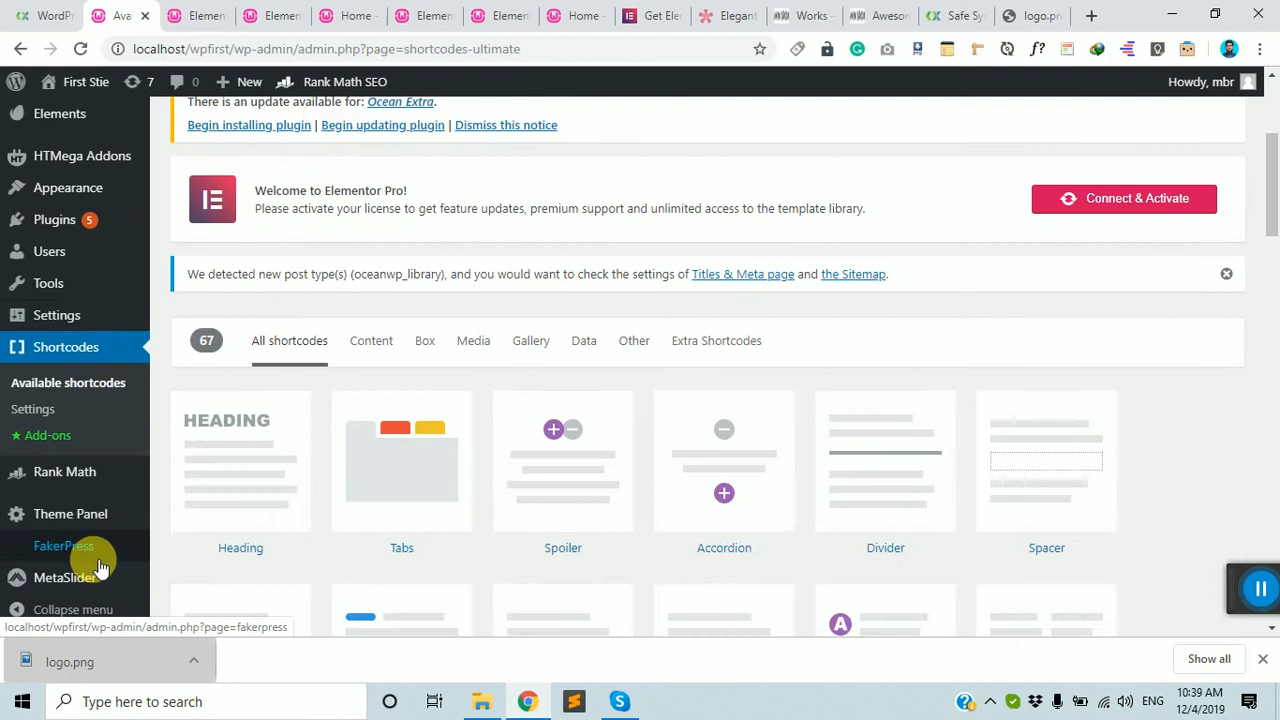 WordP
Ava
Elemen
Elemen
Home -
Elemen
Elemen
Home -
Get Ele
Elegant
Works -
Awesom
Safe Sy
logo.pn
localhost/wpfirst/wp-admin/admin.php?page=shortcodes-ultimate
First Stie
7
0
New
Rank Math SEO
Howdy, mbr
Elements
HTMega Addons
Appearance
Plugins 5
Users
Tools
Settings
Shortcodes
Available shortcodes
Settings
★ Add-ons
Rank Math
Theme Panel
FakerPress
MetaSlider
Collapse menu
There is an update available for: Ocean Extra.
Begin installing plugin | Begin updating plugin | Dismiss this notice
Welcome to Elementor Pro!
Please activate your license to get feature updates, premium support and unlimited access to the template library.
Connect & Activate
We detected new post type(s) (oceanwp_library), and you would want to check the settings of Titles & Meta page and the Sitemap.
67
All shortcodes
Content
Box
Media
Gallery
Data
Other
Extra Shortcodes
HEADING
Heading
Tabs
Spoiler
Accordion
Divider
Spacer
A
localhost/wpfirst/wp-admin/admin.php?page=fakerpress
logo.png
Show all
Type here to search
ENG
10:39 AM
12/4/2019